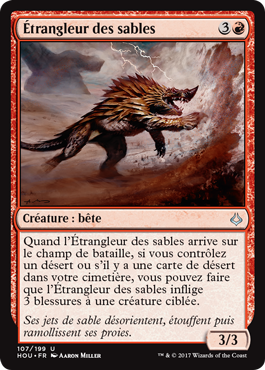 Étrangleur des sables 3
Créature : bête
Quand l'Étrangleur des sables arrive sur
le champ de bataille, si vous contrôlez
un désert ou s'il y a une carte de désert
dans votre cimetière, vous pouvez faire
que l'Étrangleur des sables inflige
3 blessures à une créature ciblée.
Ses jets de sable désorientent, étouffent puis
ramollissent ses proies.
3/3
107/199 U
HOU • FR AARON MILLER
™ & © 2017 Wizards of the Coast